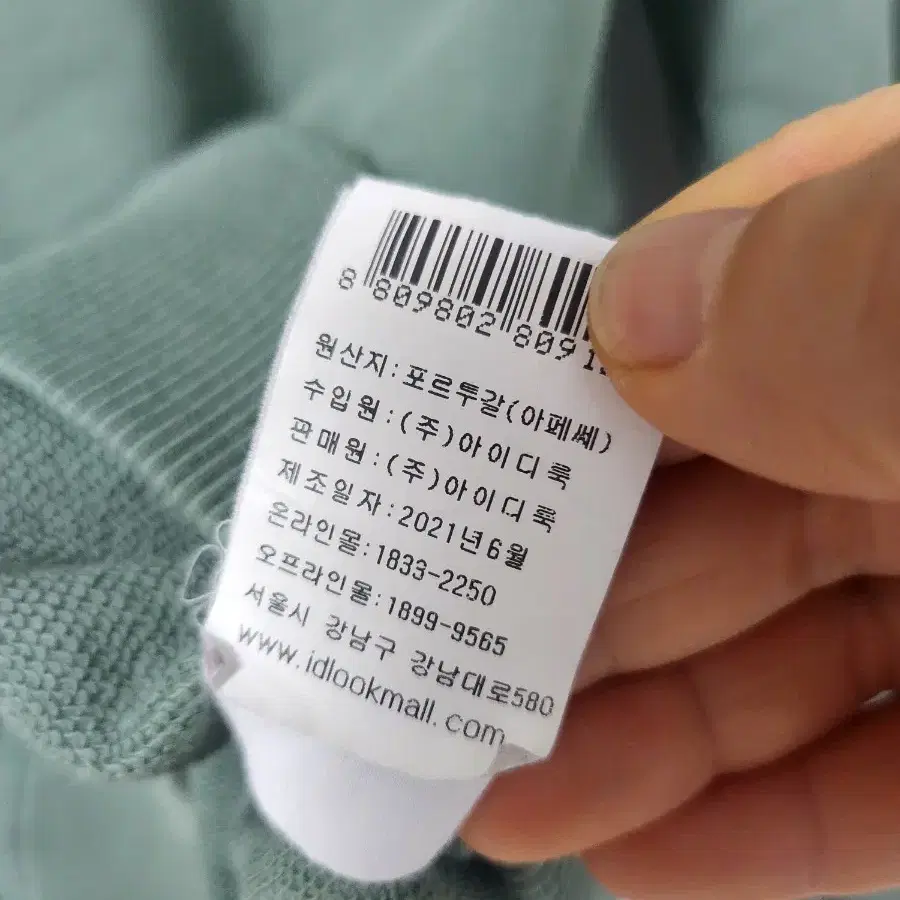 8 809802 8091
원산지:포르투갈(아페쎄)
수입원:(주)아이디룩
판매원:(주)아이디룩
제조일자:2021년6월
온라인몰:1833-2250
오프라인몰:1899-9565
서울시 강남구 강남대로580
www.idlookmall.com